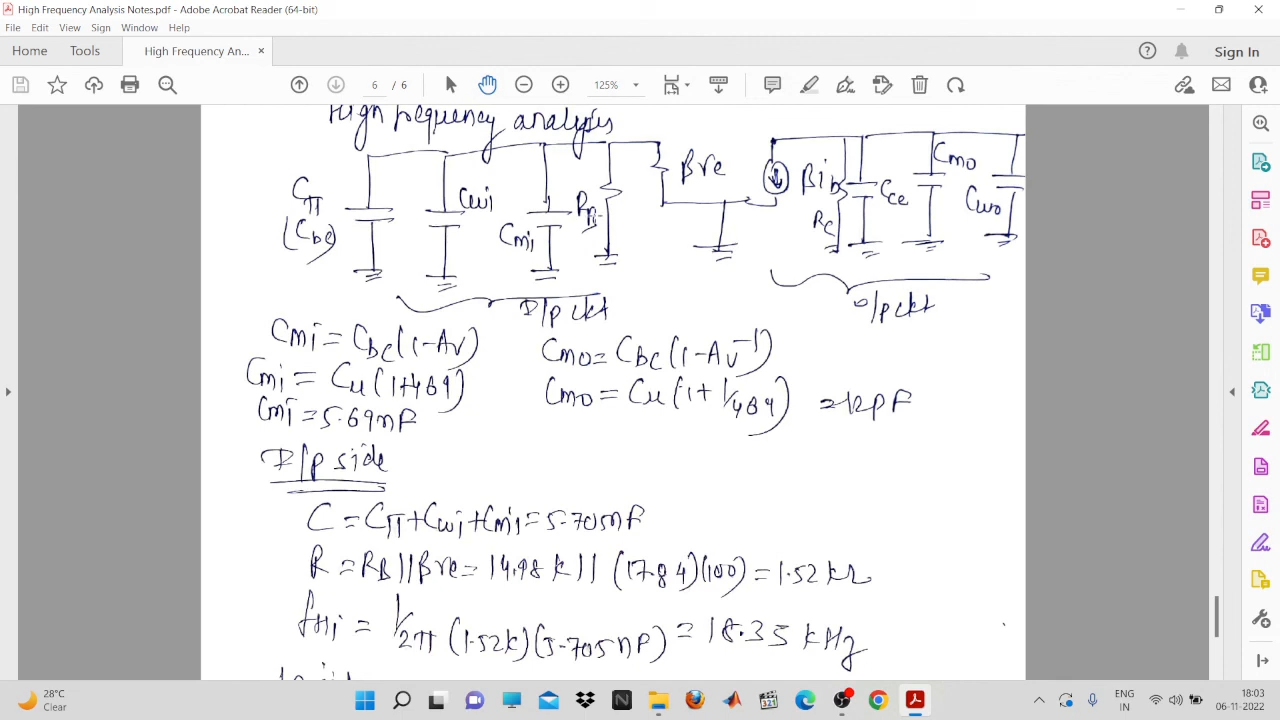 High Frequency Analysis Notes.pdf - Adobe Acrobat Reader (64-bit)
File Edit View Sign Window Help
Home Tools High Frequency An... × Sign In
6 / 6 125%
High frequency analysis
Cπ
(Cbe)
Cwi
Cmi
RB
βre
βib
RC
Cce
Cmo
Cwo
I/p ckt
o/p ckt
Cmi = Cbc(1-Av)
Cmo = Cbc(1-Av⁻¹)
Cmi = Cu(1+489)
Cmo = Cu(1+1/489) = 12PF
Cmi = 5.69nF
I/p side
C = Cπ+Cwi+Cmi = 5.705nF
R = RB||βre = 14.98k||(17.84)(100) = 1.52kΩ
fHi = 1/2π(1.52k)(5.705nF) = 18.35 kHz
28°C
Clear
ENG
IN
18:03
06-11-2022